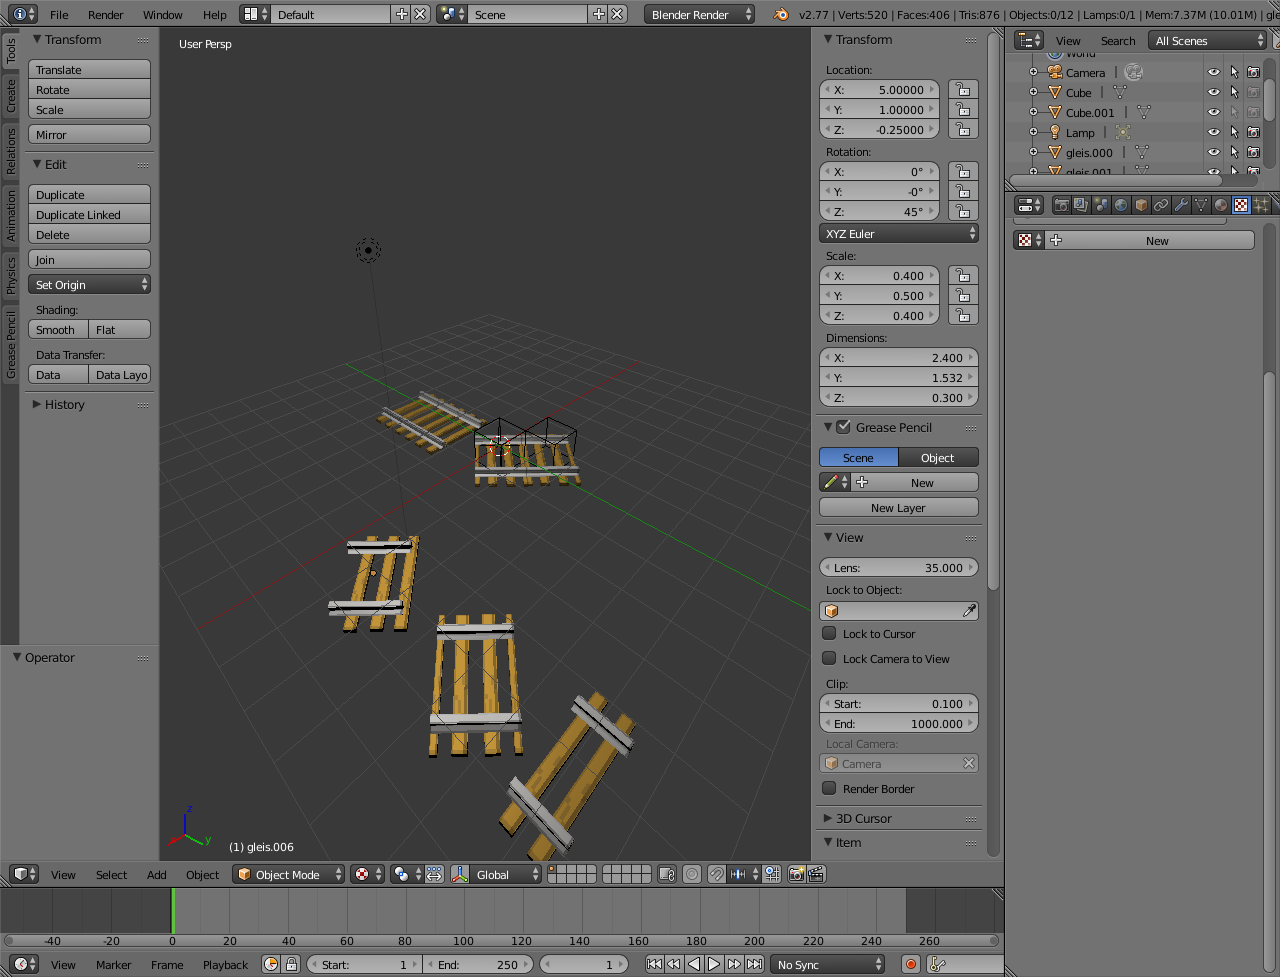 File Render Window Help Default Scene Blender Render v2.77 | Verts:520 | Faces:406 | Tris:876 | Objects:0/12 | Lamps:0/1 | Mem:7.37M (10.01M) | gle
Tools
Create
Relations
Animation
Physics
Grease Pencil
Transform
Translate
Rotate
Scale
Mirror
Edit
Duplicate
Duplicate Linked
Delete
Join
Set Origin
Shading:
Smooth Flat
Data Transfer:
Data Data Layo
History
Operator
User Persp
z
x
y
(1) gleis.006
Transform
Location:
X: 5.00000
Y: 1.00000
Z: -0.25000
Rotation:
X: 0°
Y: -0°
Z: 45°
XYZ Euler
Scale:
X: 0.400
Y: 0.500
Z: 0.400
Dimensions:
X: 2.400
Y: 1.532
Z: 0.300
Grease Pencil
Scene Object
New
New Layer
View
Lens: 35.000
Lock to Object:
Lock to Cursor
Lock Camera to View
Clip:
Start: 0.100
End: 1000.000
Local Camera:
Camera
Render Border
3D Cursor
Item
View Search All Scenes
World
Camera
Cube
Cube.001
Lamp
gleis.000
gleis.001
New
View Select Add Object Object Mode Global
-40 -20 0 20 40 60 80 100 120 140 160 180 200 220 240 260
View Marker Frame Playback Start: 1 End: 250 1 No Sync